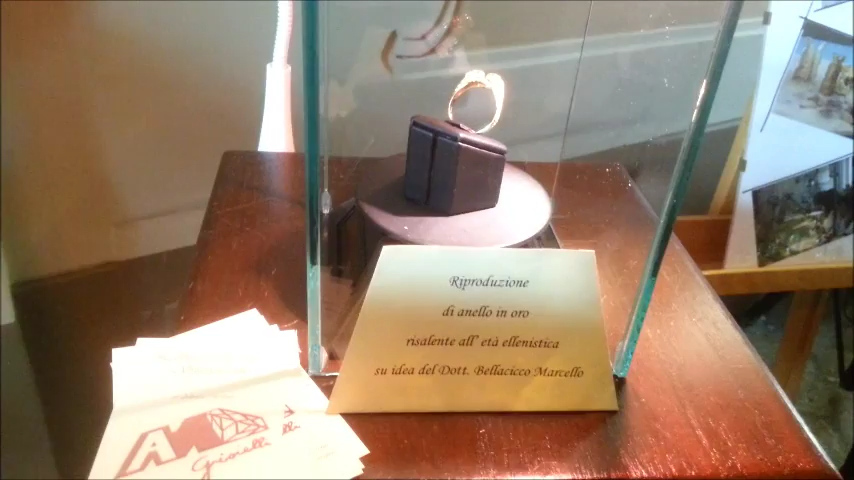 Riproduzione
di anello in oro
risalente all' età ellenistica
su idea del Dott. Bellacicco Marcello